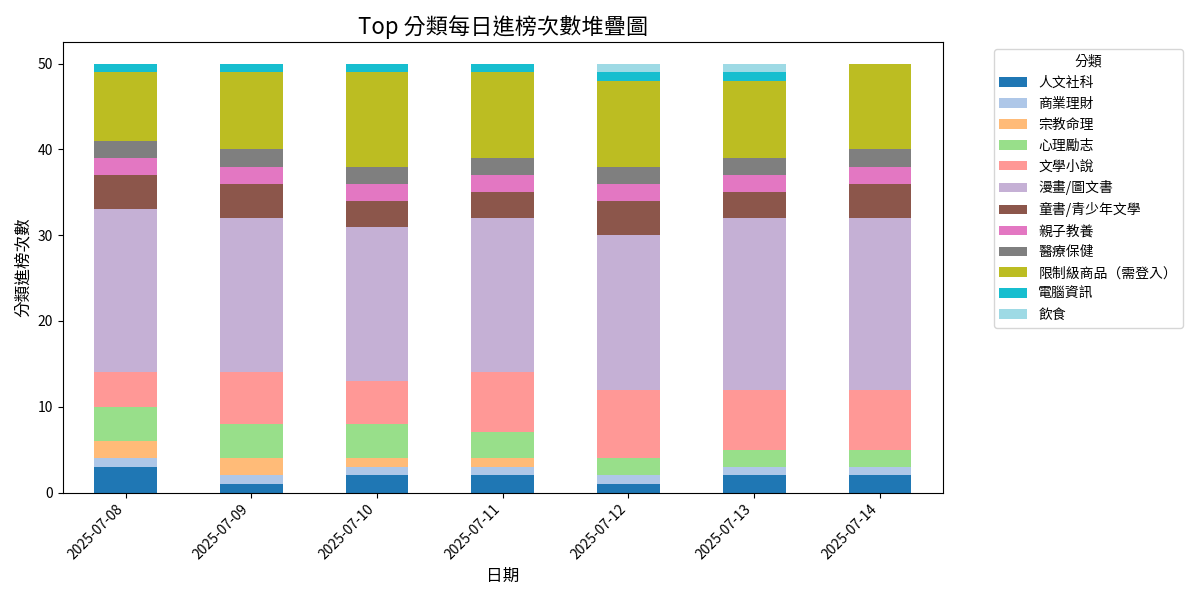 Top 分類每日進榜次數堆疊圖
分類進榜次數
50
40
30
20
10
0
2025-07-08
2025-07-09
2025-07-10
2025-07-11
2025-07-12
2025-07-13
2025-07-14
日期
分類
人文社科
商業理財
宗教命理
心理勵志
文學小說
漫畫/圖文書
童書/青少年文學
親子教養
醫療保健
限制級商品（需登入）
電腦資訊
飲食